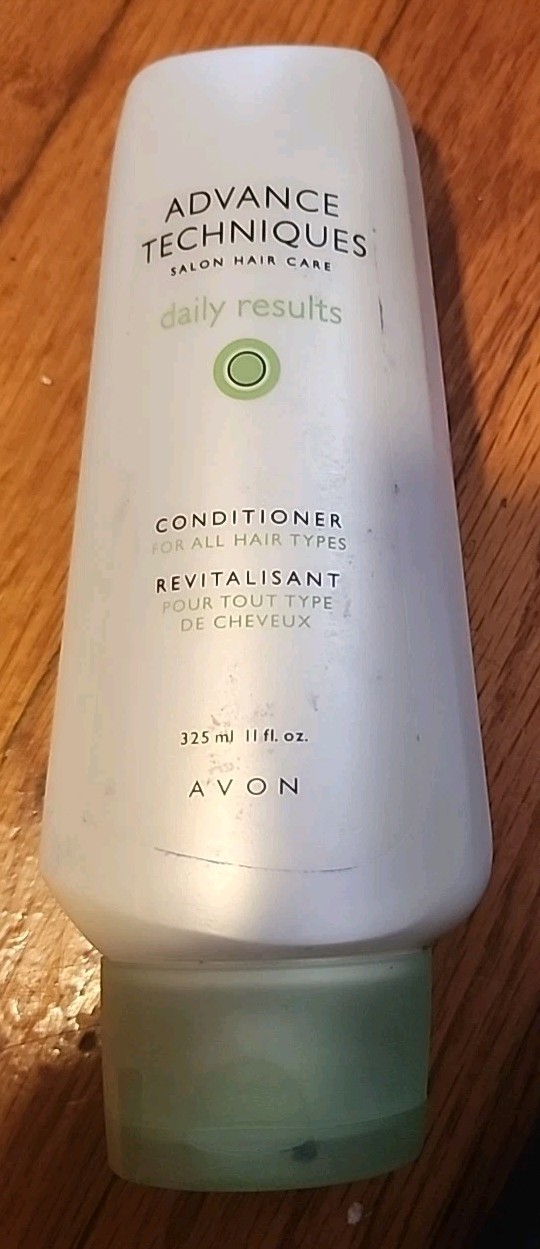 ADVANCE
TECHNIQUES
SALON HAIR CARE
daily results
CONDITIONER
FOR ALL HAIR TYPES
REVITALISANT
POUR TOUT TYPE
DE CHEVEUX
325 ml 11 fl. oz.
AVON